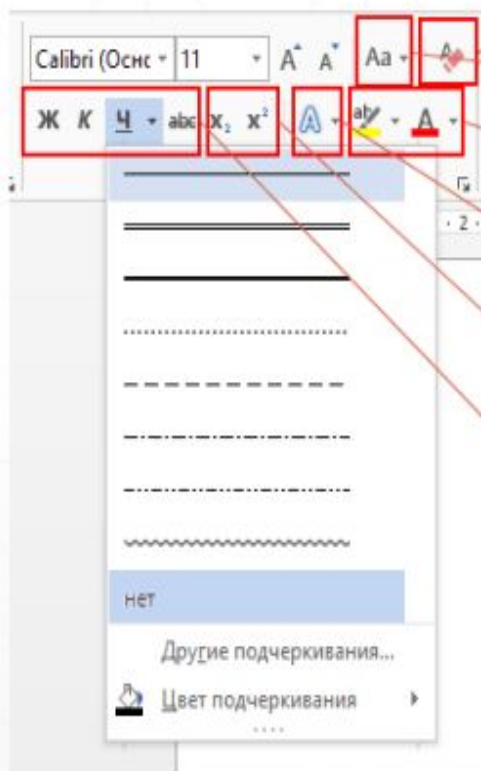 Calibri (Оснс 11 A A Aa
Ж К Ч abc x₂ x² A ab A
· 2 ·
нет
Другие подчеркивания...
Цвет подчеркивания